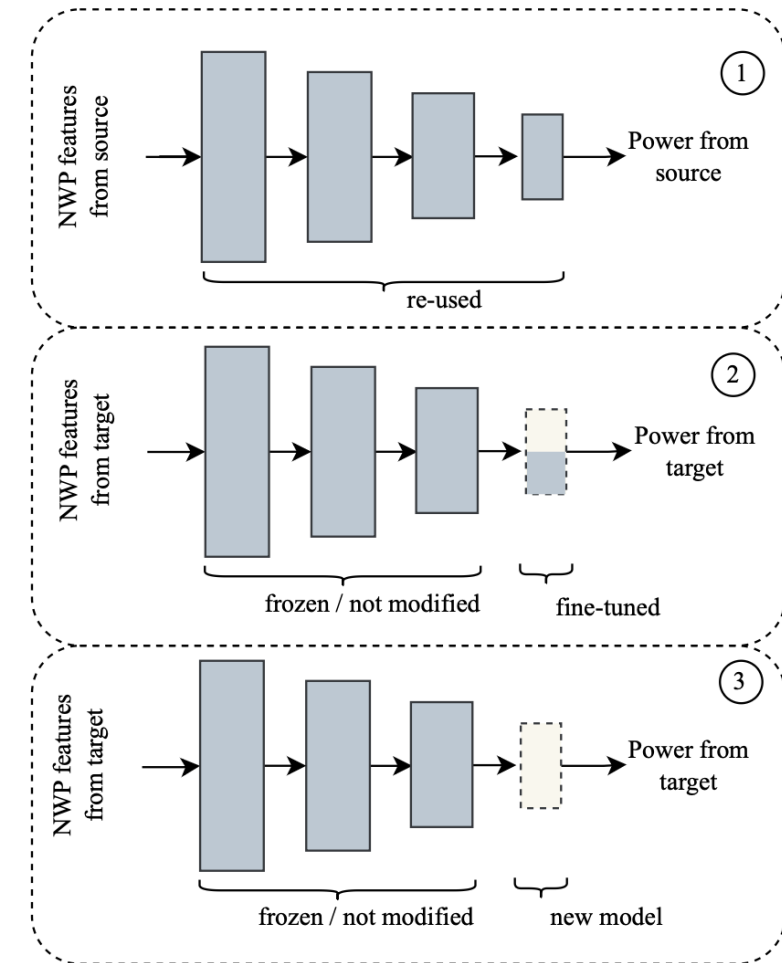 1
NWP features
from source
Power from
source
re-used
2
NWP features
from target
Power from
target
frozen / not modified
fine-tuned
3
NWP features
from target
Power from
target
frozen / not modified
new model